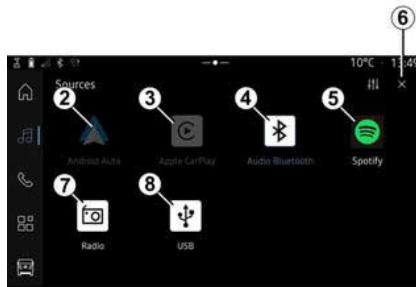 6
10°C 13:49
Sources
2
3
4
5
Android Auto
Apple CarPlay
Audio Bluetooth
Spotify
7
8
Radio
USB